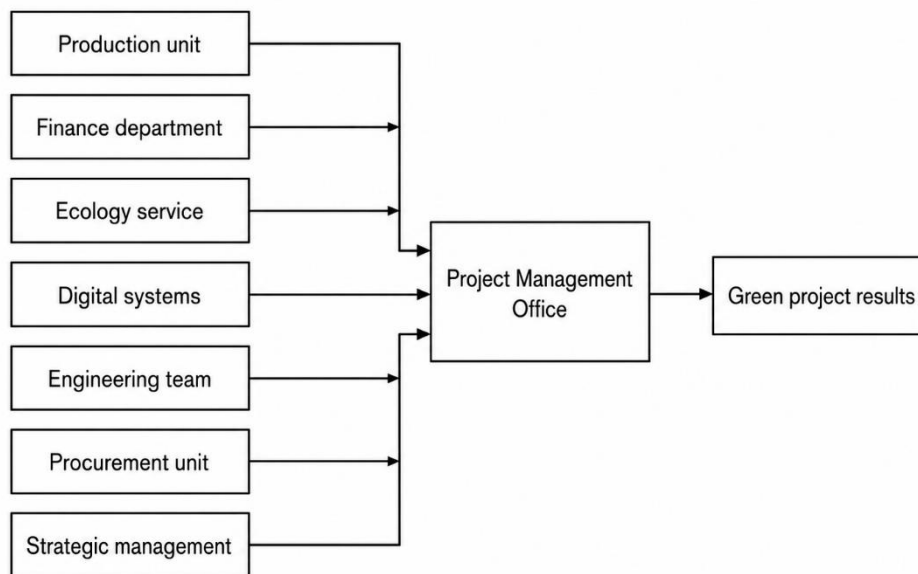 Production unit
Finance department
Ecology service
Digital systems
Engineering team
Procurement unit
Strategic management
Project Management
Office
Green project results